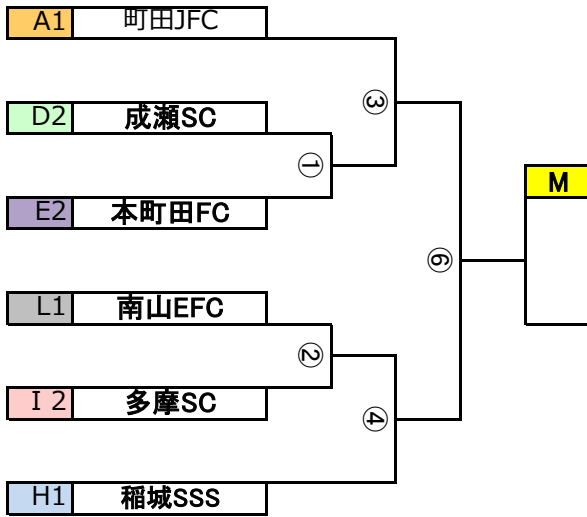 A1 町田JFC
③
D2 成瀬SC
①
M
E2 本町田FC
⑥
L1 南山EFC
②
I 2 多摩SC
④
H1 稲城SSS